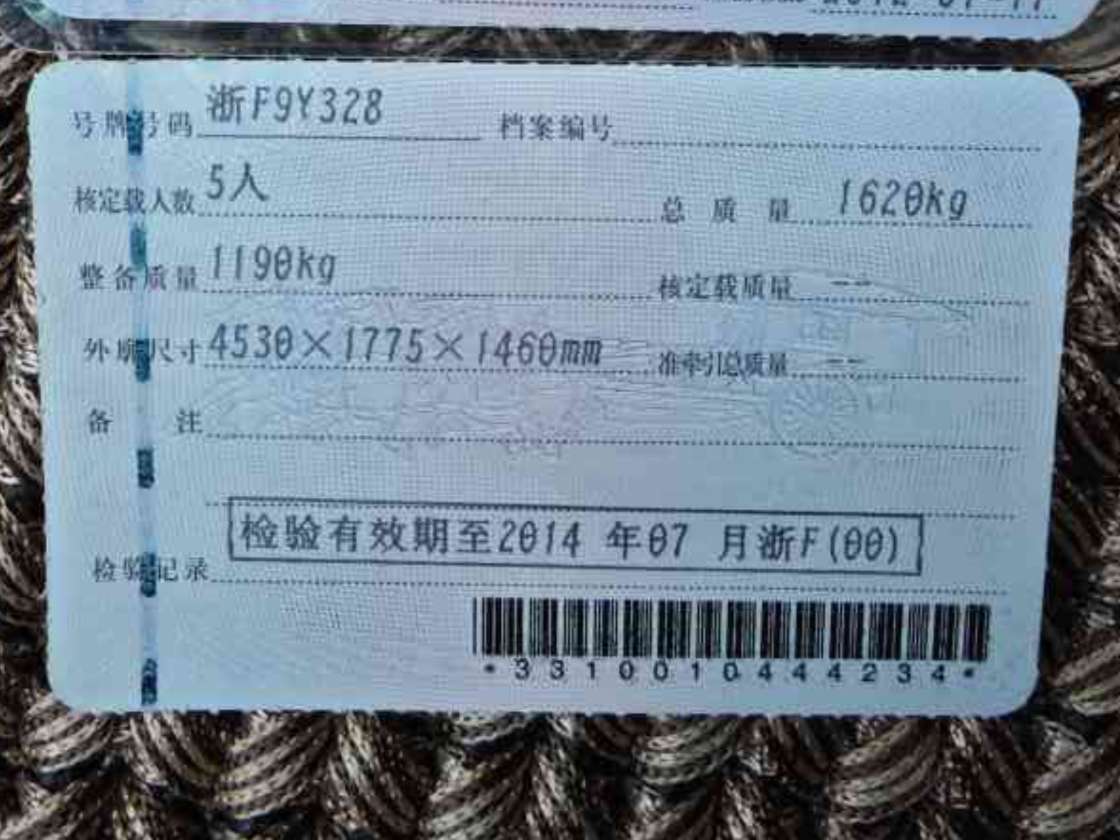 号牌号码 浙F9Y328 档案编号
核定载人数 5人 总质量 1620kg
整备质量 1190kg 核定载质量 --
外廓尺寸 4530×1775×1460mm 准牵引总质量 --
备注
检验有效期至2014 年07 月浙F(00)
检验记录
*3310010444234*